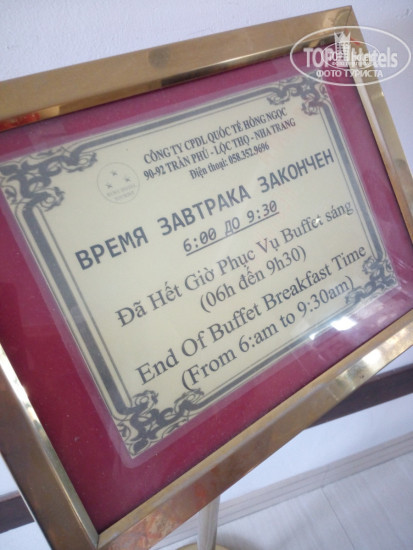 TOPHotels
ФОТО ТУРИСТА
CÔNG TY CPDL QUỐC TẾ HỒNG NGỌC
90-92 TRẦN PHÚ - LỘC THỌ - NHA TRANG
Điện thoại: 058.352.9696
ВРЕМЯ ЗАВТРАКА ЗАКОНЧЕН
6:00 ДО 9:30
Đã Hết Giờ Phục Vụ Buffet sáng
(06h đến 9h30)
End Of Buffet Breakfast Time
(From 6:am to 9:30am)